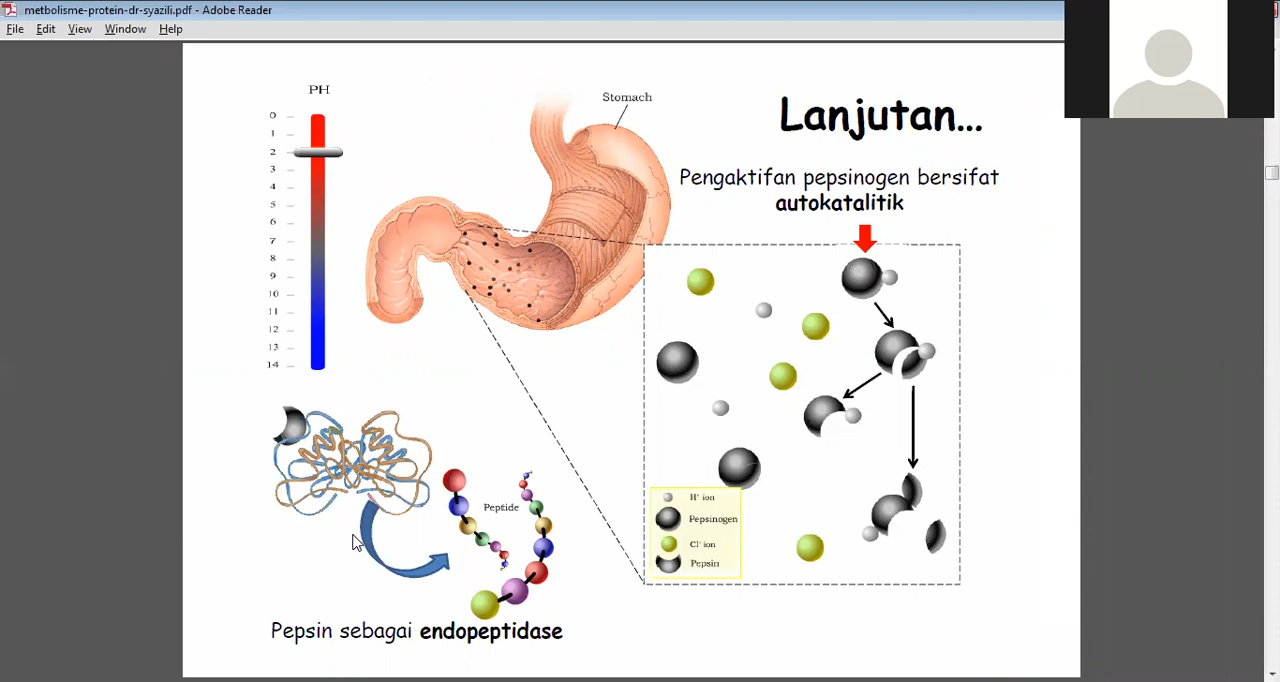 metbolisme-protein-dr-syazili.pdf - Adobe Reader
File Edit View Window Help
PH
0
1
2
3
4
5
6
7
8
9
10
11
12
13
14
Stomach
Lanjutan...
Pengaktifan pepsinogen bersifat
autokatalitik
H⁺ ion
Pepsinogen
Cl⁻ ion
Pepsin
Peptide
Pepsin sebagai endopeptidase